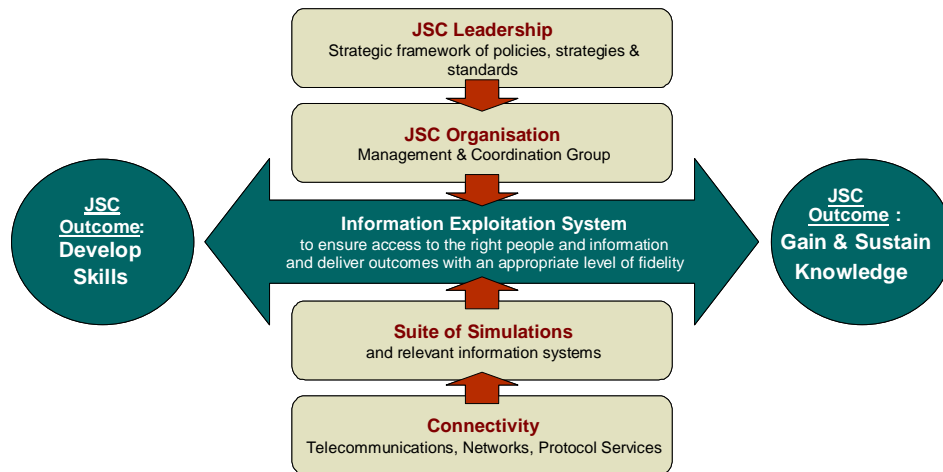 JSC Leadership
Strategic framework of policies, strategies &
standards
JSC Organisation
Management & Coordination Group
JSC
Outcome:
Develop
Skills
Information Exploitation System
to ensure access to the right people and information
and deliver outcomes with an appropriate level of fidelity
JSC
Outcome :
Gain & Sustain
Knowledge
Suite of Simulations
and relevant information systems
Connectivity
Telecommunications, Networks, Protocol Services